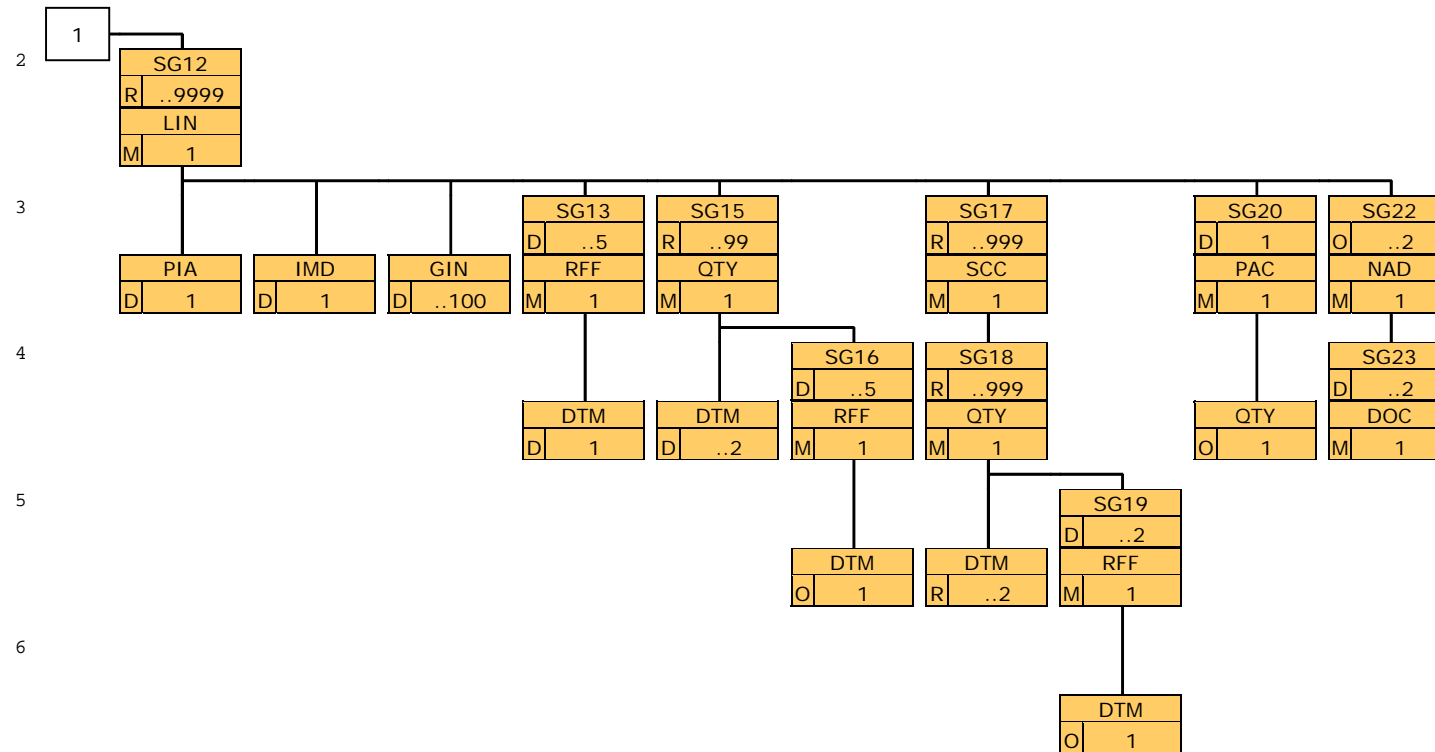 1
2
SG12
R ..9999
LIN
M 1
3
SG13 SG15 SG17 SG20 SG22
D ..5 R ..99 R ..999 D 1 O ..2
PIA IMD GIN RFF QTY SCC PAC NAD
D 1 D 1 D ..100 M 1 M 1 M 1 M 1 M 1
4
SG16 SG18 SG23
D ..5 R ..999 D ..2
DTM DTM RFF QTY QTY DOC
D 1 D ..2 M 1 M 1 O 1 M 1
5
SG19
D ..2
DTM DTM RFF
O 1 R ..2 M 1
6
DTM
O 1